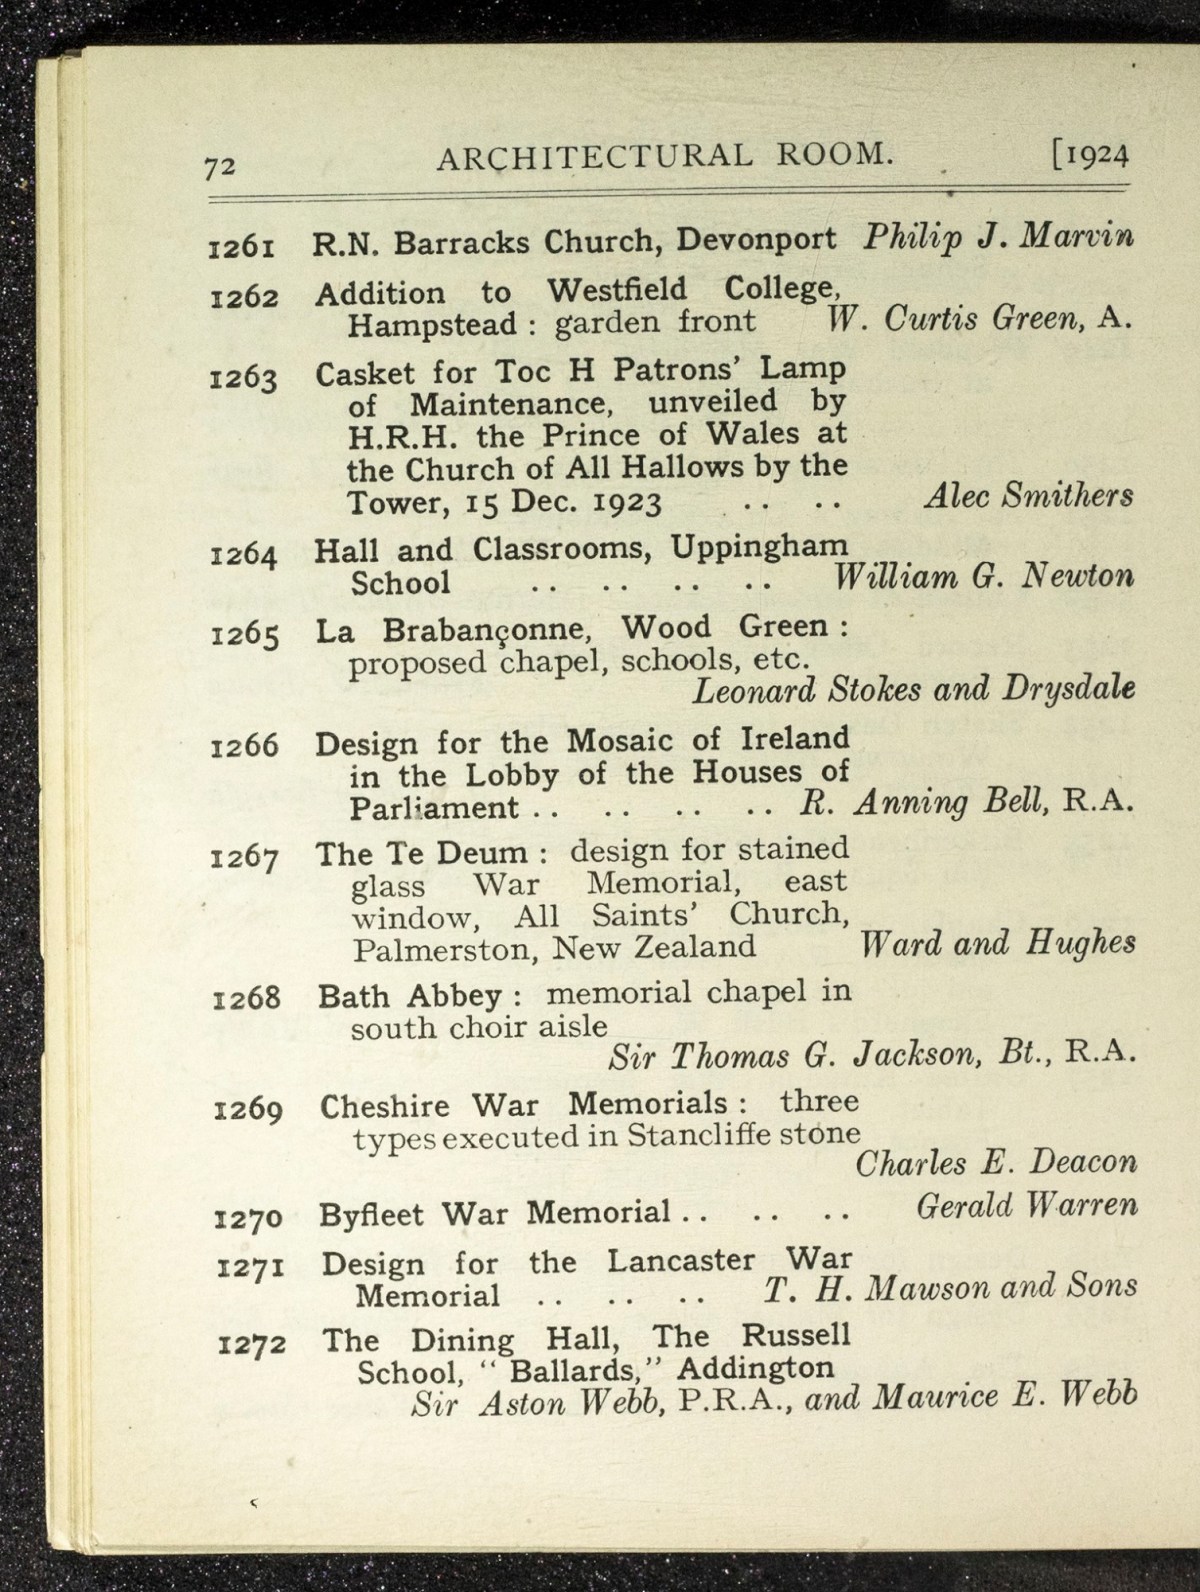 72 ARCHITECTURAL ROOM. [1924
1261 R.N. Barracks Church, Devonport Philip J. Marvin
1262 Addition to Westfield College,
Hampstead : garden front W. Curtis Green, A.
1263 Casket for Toc H Patrons’ Lamp
of Maintenance, unveiled by
H.R.H. the Prince of Wales at
the Church of All Hallows by the
Tower, 15 Dec. 1923 .. .. Alec Smithers
1264 Hall and Classrooms, Uppingham
School .. .. .. .. William G. Newton
1265 La Brabançonne, Wood Green :
proposed chapel, schools, etc.
Leonard Stokes and Drysdale
1266 Design for the Mosaic of Ireland
in the Lobby of the Houses of
Parliament .. .. .. .. R. Anning Bell, R.A.
1267 The Te Deum : design for stained
glass War Memorial, east
window, All Saints’ Church,
Palmerston, New Zealand Ward and Hughes
1268 Bath Abbey : memorial chapel in
south choir aisle
Sir Thomas G. Jackson, Bt., R.A.
1269 Cheshire War Memorials : three
types executed in Stancliffe stone
Charles E. Deacon
1270 Byfleet War Memorial .. .. .. Gerald Warren
1271 Design for the Lancaster War
Memorial .. .. .. T. H. Mawson and Sons
1272 The Dining Hall, The Russell
School, “ Ballards,” Addington
Sir Aston Webb, P.R.A., and Maurice E. Webb